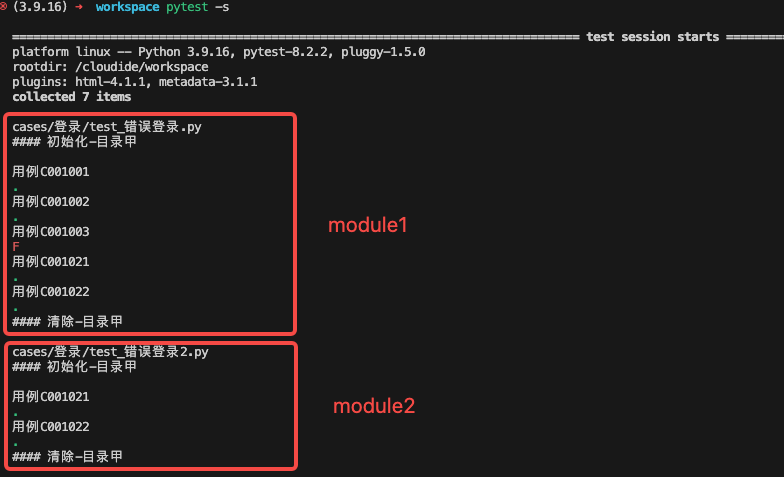 (3.9.16) → workspace pytest -s
test session starts
platform linux -- Python 3.9.16, pytest-8.2.2, pluggy-1.5.0
rootdir: /cloudide/workspace
plugins: html-4.1.1, metadata-3.1.1
collected 7 items
cases/登录/test_错误登录.py
#### 初始化-目录甲
用例C001001
.
用例C001002
.
用例C001003
F
用例C001021
.
用例C001022
.
#### 清除-目录甲
module1
cases/登录/test_错误登录2.py
#### 初始化-目录甲
用例C001021
.
用例C001022
.
#### 清除-目录甲
module2